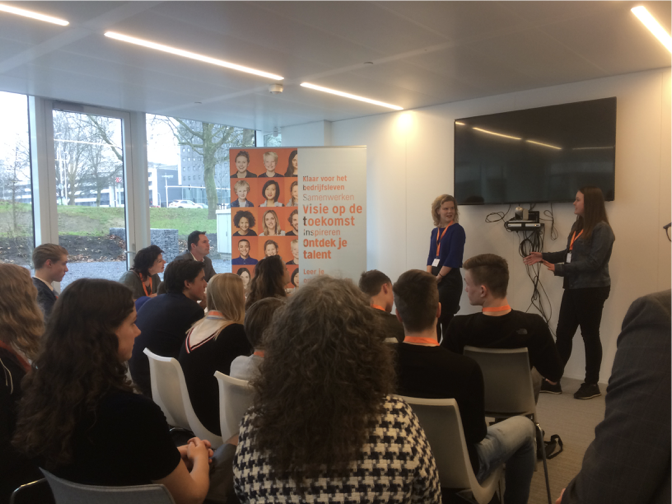 Klaar voor het
bedrijfsleven
Samenwerken
Visie op de
toekomst
inspireren
Ontdek je
talent